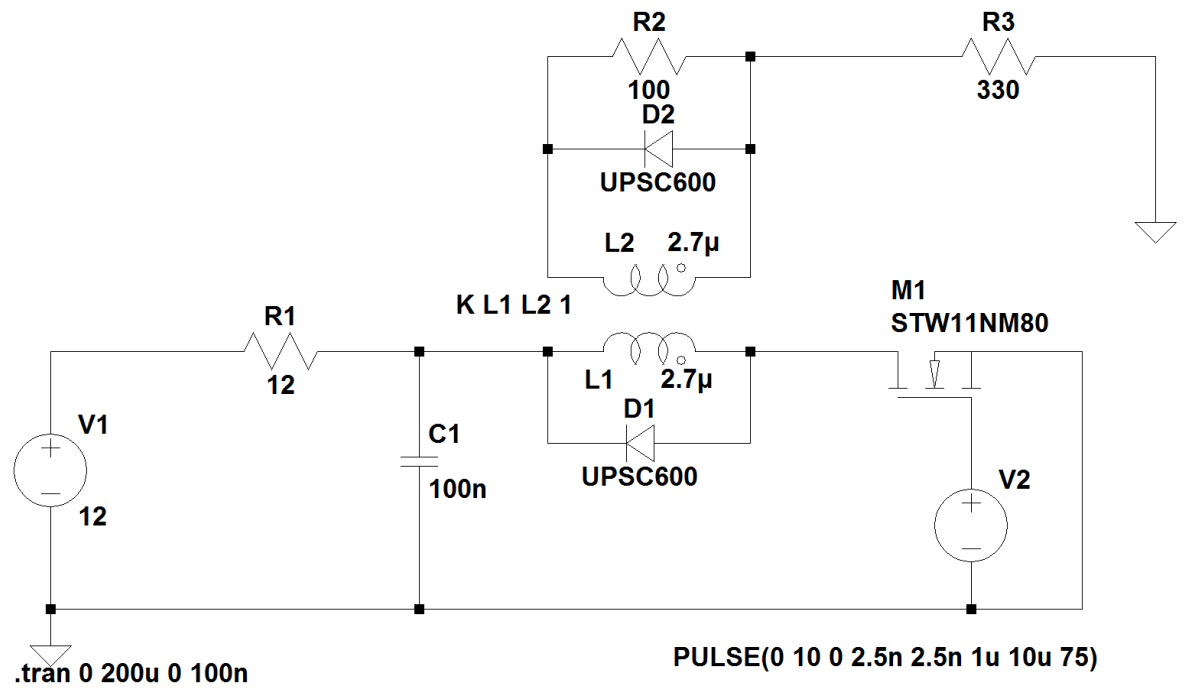 R2
100
R3
330
D2
UPSC600
L2 2.7µ
K L1 L2 1
M1
STW11NM80
R1
12
L1 2.7µ
D1
UPSC600
V1
12
C1
100n
V2
PULSE(0 10 0 2.5n 2.5n 1u 10u 75)
.tran 0 200u 0 100n